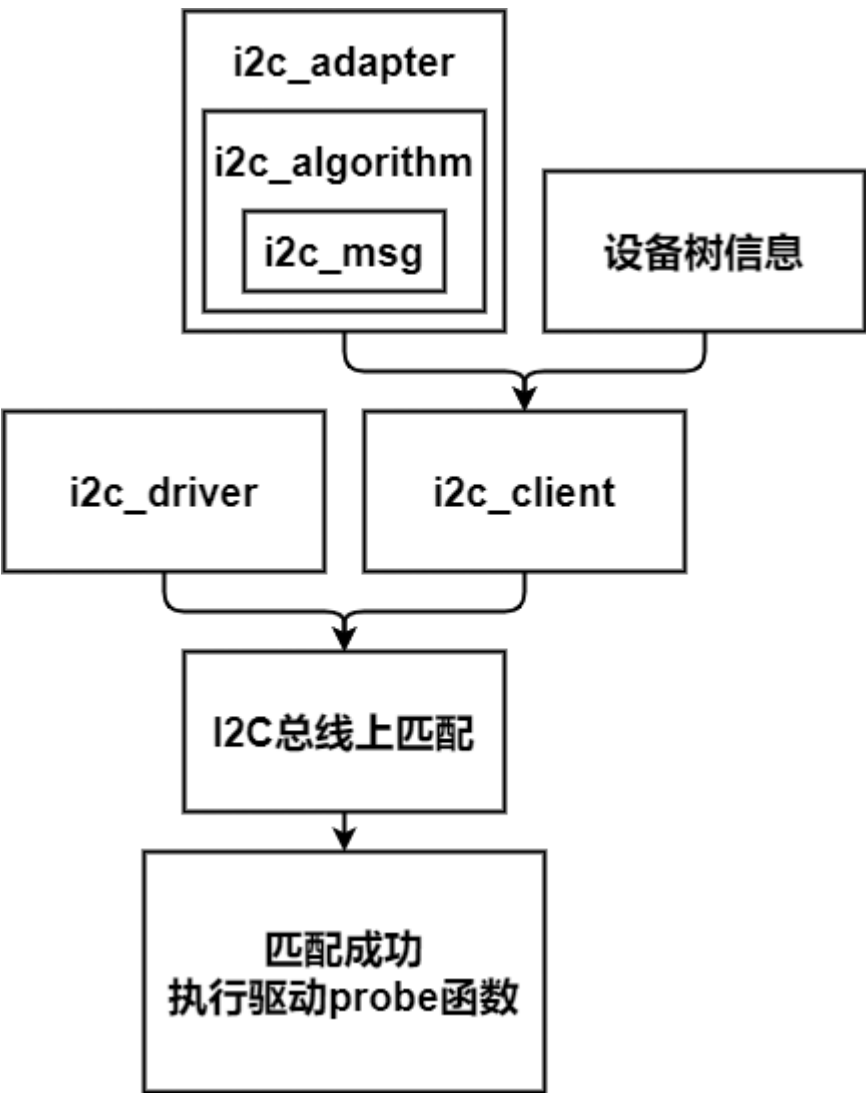 i2c_adapter
i2c_algorithm
i2c_msg
设备树信息
i2c_driver
i2c_client
I2C总线上匹配
匹配成功
执行驱动probe函数